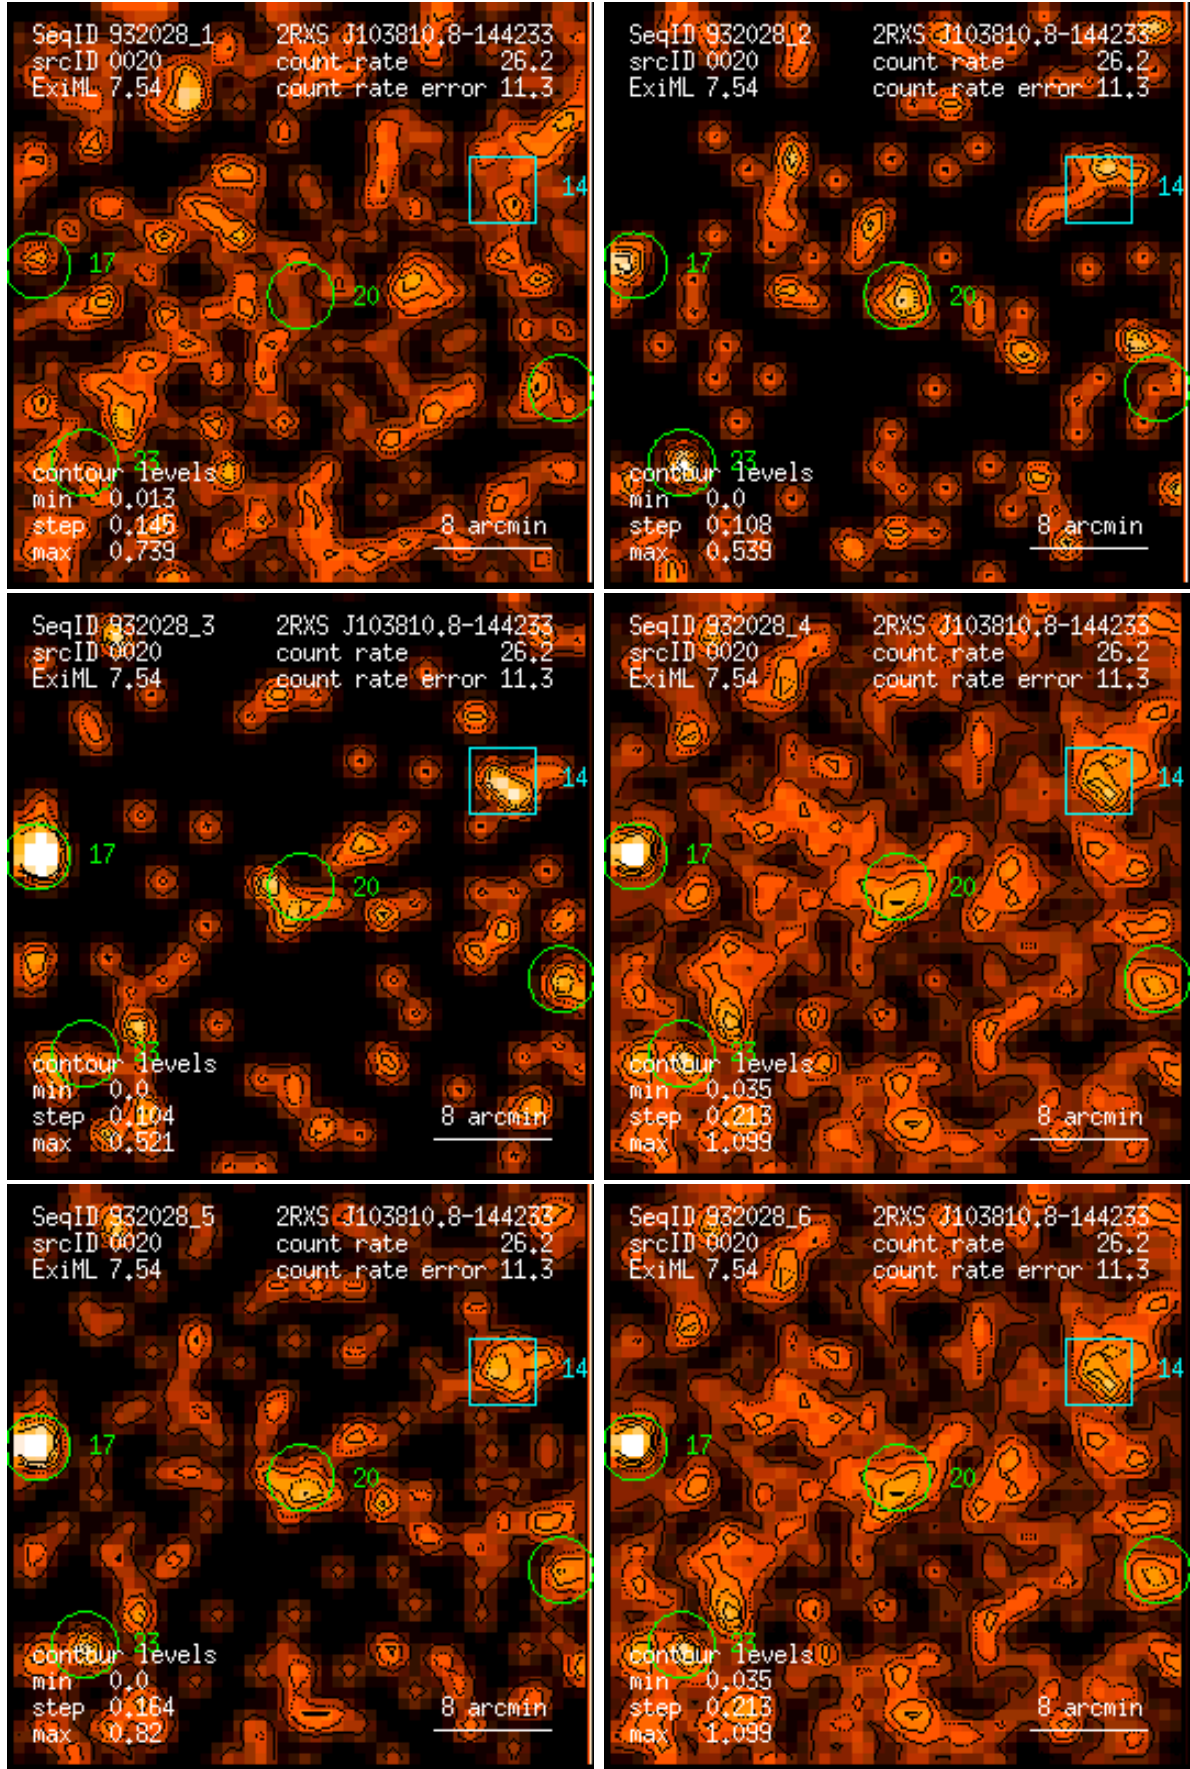 SeqID 932028_1 2RXS J103810.8-144233
srcID 0020 count rate 26.2
ExiML 7.54 count rate error 11.3
14
17
20
23
contour levels
min 0.013
step 0.145
max 0.739
8 arcmin
SeqID 932028_2 2RXS J103810.8-144233
srcID 0020 count rate 26.2
ExiML 7.54 count rate error 11.3
14
17
20
23
contour levels
min 0.0
step 0.108
max 0.539
8 arcmin
SeqID 932028_3 2RXS J103810.8-144233
srcID 0020 count rate 26.2
ExiML 7.54 count rate error 11.3
14
17
20
23
contour levels
min 0.0
step 0.104
max 0.521
8 arcmin
SeqID 932028_4 2RXS J103810.8-144233
srcID 0020 count rate 26.2
ExiML 7.54 count rate error 11.3
14
17
20
23
contour levels
min 0.035
step 0.213
max 1.099
8 arcmin
SeqID 932028_5 2RXS J103810.8-144233
srcID 0020 count rate 26.2
ExiML 7.54 count rate error 11.3
14
17
20
23
contour levels
min 0.0
step 0.164
max 0.82
8 arcmin
SeqID 932028_6 2RXS J103810.8-144233
srcID 0020 count rate 26.2
ExiML 7.54 count rate error 11.3
14
17
20
23
contour levels
min 0.035
step 0.213
max 1.099
8 arcmin